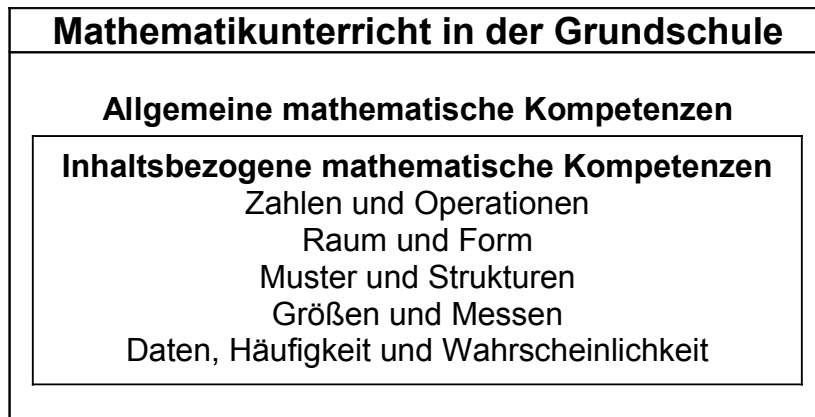 Mathematikunterricht in der Grundschule
Allgemeine mathematische Kompetenzen
Inhaltsbezogene mathematische Kompetenzen
Zahlen und Operationen
Raum und Form
Muster und Strukturen
Größen und Messen
Daten, Häufigkeit und Wahrscheinlichkeit